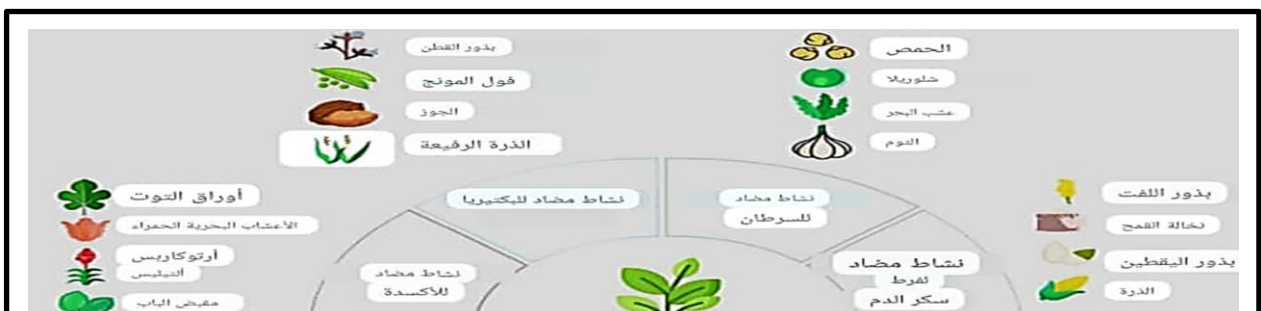 بذور القطن
فول المونج
الجوز
الذرة الرفيعة
الحمص
شلوريلا
عشب البحر
الثوم
أوراق التوت
الأعشاب البحرية الحمراء
أرتوكاربس
ألتيليس
مقبض الباب
نشاط مضاد
للأكسدة
نشاط مضاد للبكتيريا
نشاط مضاد
للسرطان
نشاط مضاد
لفرط
سكر الدم
بذور اللفت
نخالة القمح
بذور اليقطين
الذرة